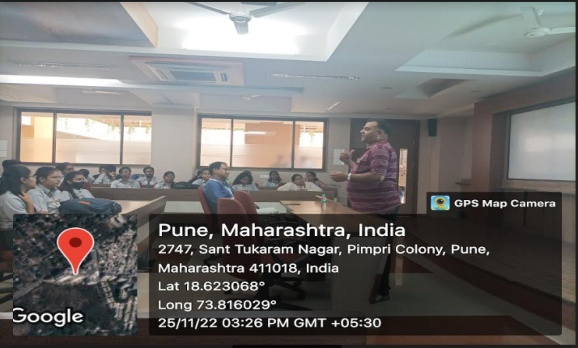 GPS Map Camera
Pune, Maharashtra, India
2747, Sant Tukaram Nagar, Pimpri Colony, Pune,
Maharashtra 411018, India
Lat 18.623068°
Long 73.816029°
25/11/22 03:26 PM GMT +05:30
Google